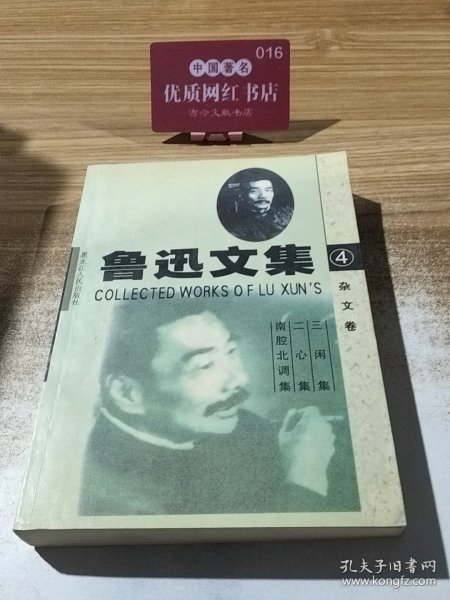 016
中国著名
优质网红书店
古今文献书店
鲁迅文集
4
COLLECTED WORKS OF LU XUN'S
杂文卷
黑龙江人民出版社
三闲集
二心集
南腔北调集
孔夫子旧书网
www.kongfz.com